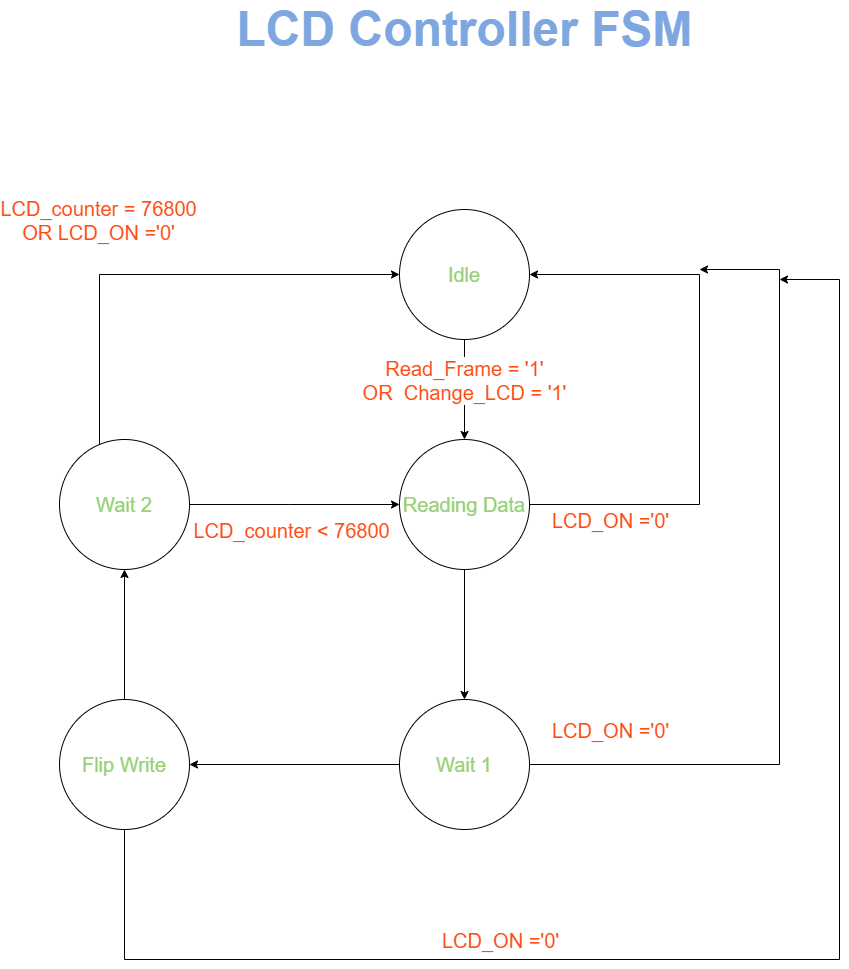 LCD Controller FSM
LCD_counter = 76800
OR LCD_ON ='0'
Idle
Read_Frame = '1'
OR  Change_LCD = '1'
Wait 2
Reading Data
LCD_counter < 76800
LCD_ON ='0'
LCD_ON ='0'
Flip Write
Wait 1
LCD_ON ='0'